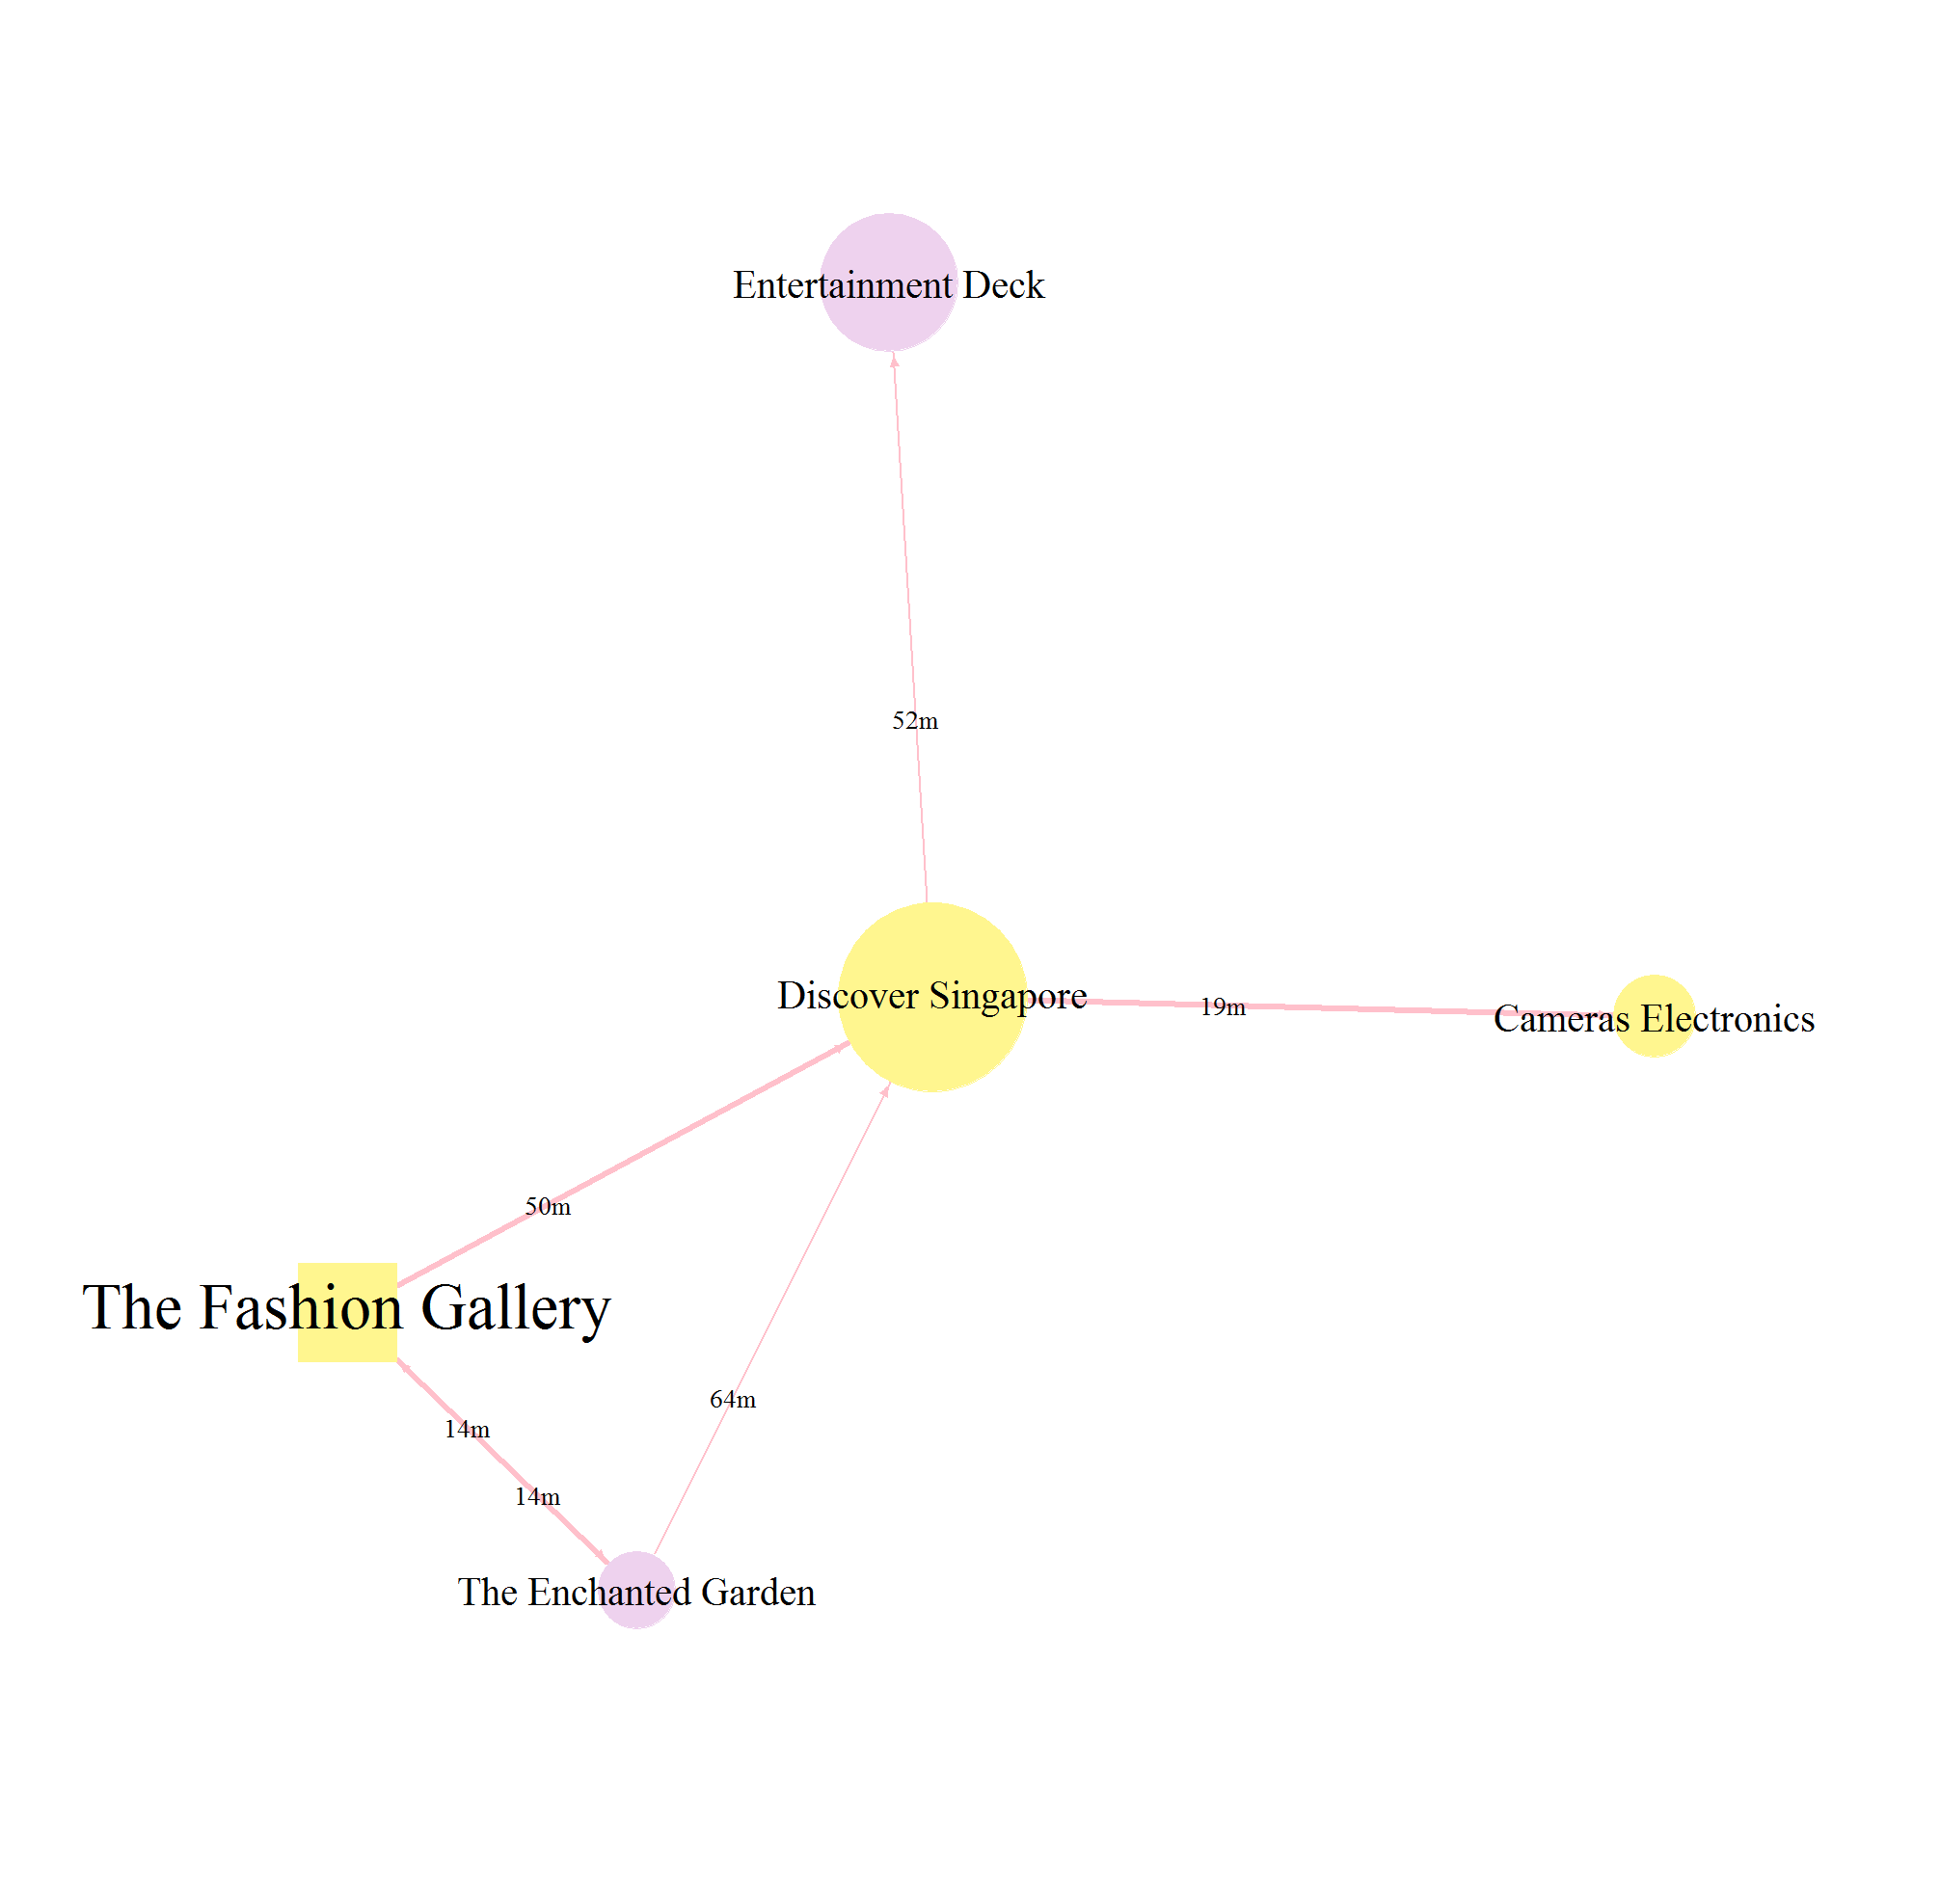 Entertainment Deck
52m
Discover Singapore
19m
Cameras Electronics
50m
The Fashion Gallery
64m
14m
14m
The Enchanted Garden